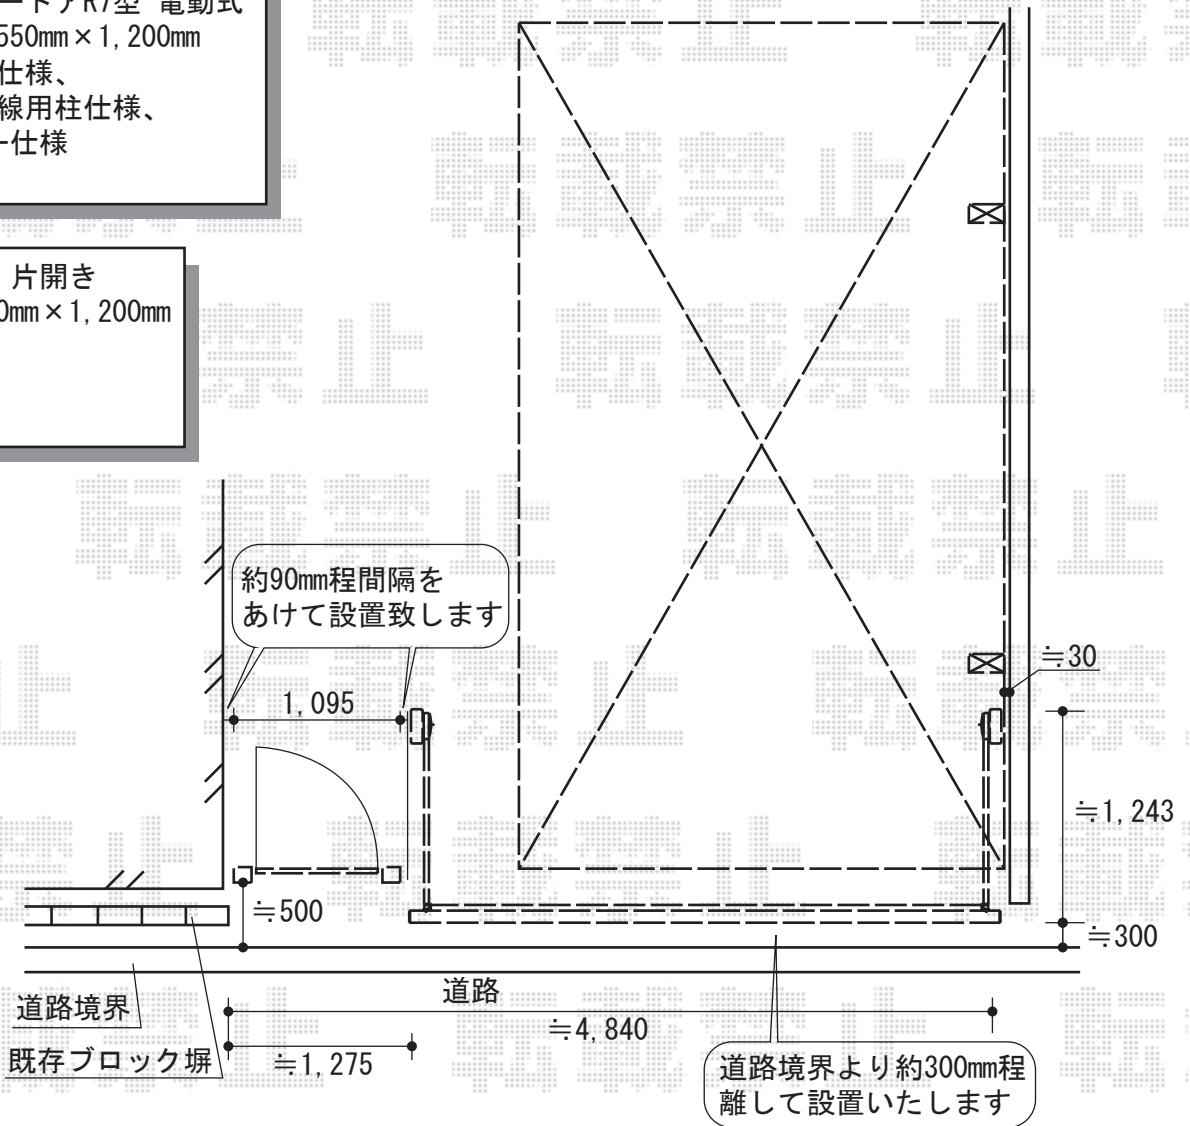 ードアR7型 電動式
550mm×1,200mm
仕様、
線用柱仕様、
ー仕様
片開き
0mm×1,200mm
約90mm程間隔を
あけて設置致します
1,095
≒30
≒1,243
≒500
≒300
道路境界
道路
≒4,840
既存ブロック塀
≒1,275
道路境界より約300mm程
離して設置いたします
転載禁止